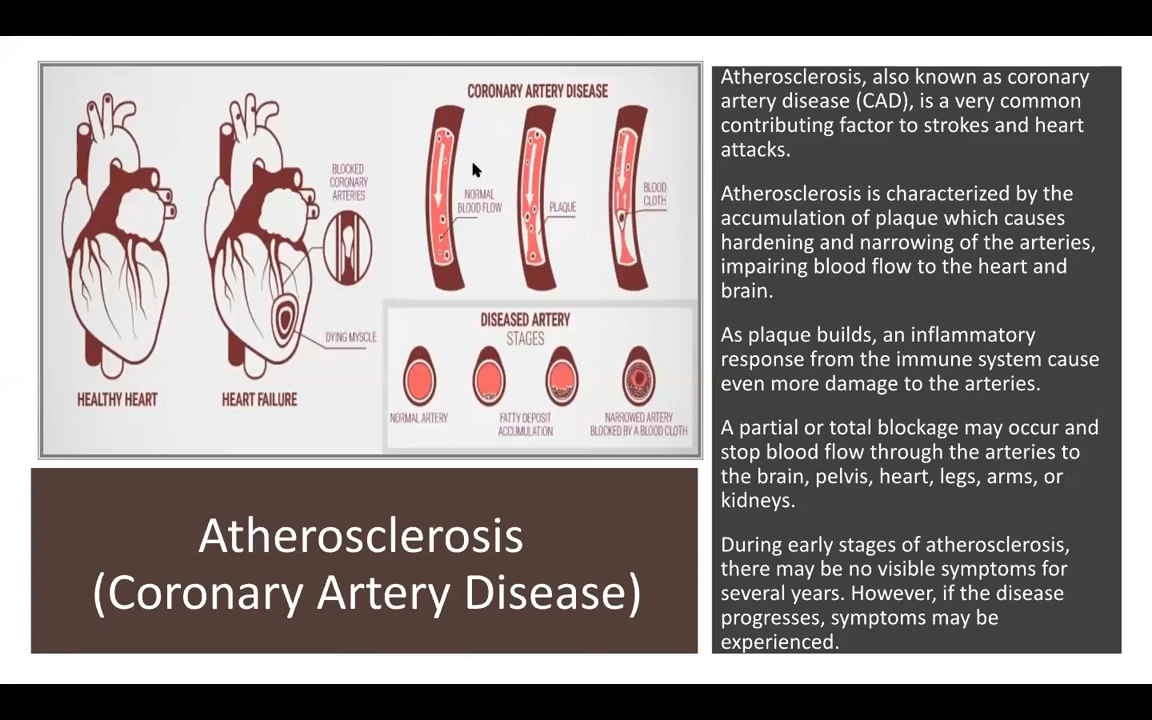 CORONARY ARTERY DISEASE
BLOCKED
CORONARY
ARTERIES
NORMAL
BLOOD FLOW
PLAQUE
BLOOD
CLOTH
DYING MUSCLE
HEALTHY HEART
HEART FAILURE
DISEASED ARTERY
STAGES
NORMAL ARTERY
FATTY DEPOSIT
ACCUMULATION
NARROWED ARTERY
BLOCKED BY A BLOOD CLOTH
Atherosclerosis
(Coronary Artery Disease)
Atherosclerosis, also known as coronary
artery disease (CAD), is a very common
contributing factor to strokes and heart
attacks.
Atherosclerosis is characterized by the
accumulation of plaque which causes
hardening and narrowing of the arteries,
impairing blood flow to the heart and
brain.
As plaque builds, an inflammatory
response from the immune system cause
even more damage to the arteries.
A partial or total blockage may occur and
stop blood flow through the arteries to
the brain, pelvis, heart, legs, arms, or
kidneys.
During early stages of atherosclerosis,
there may be no visible symptoms for
several years. However, if the disease
progresses, symptoms may be
experienced.